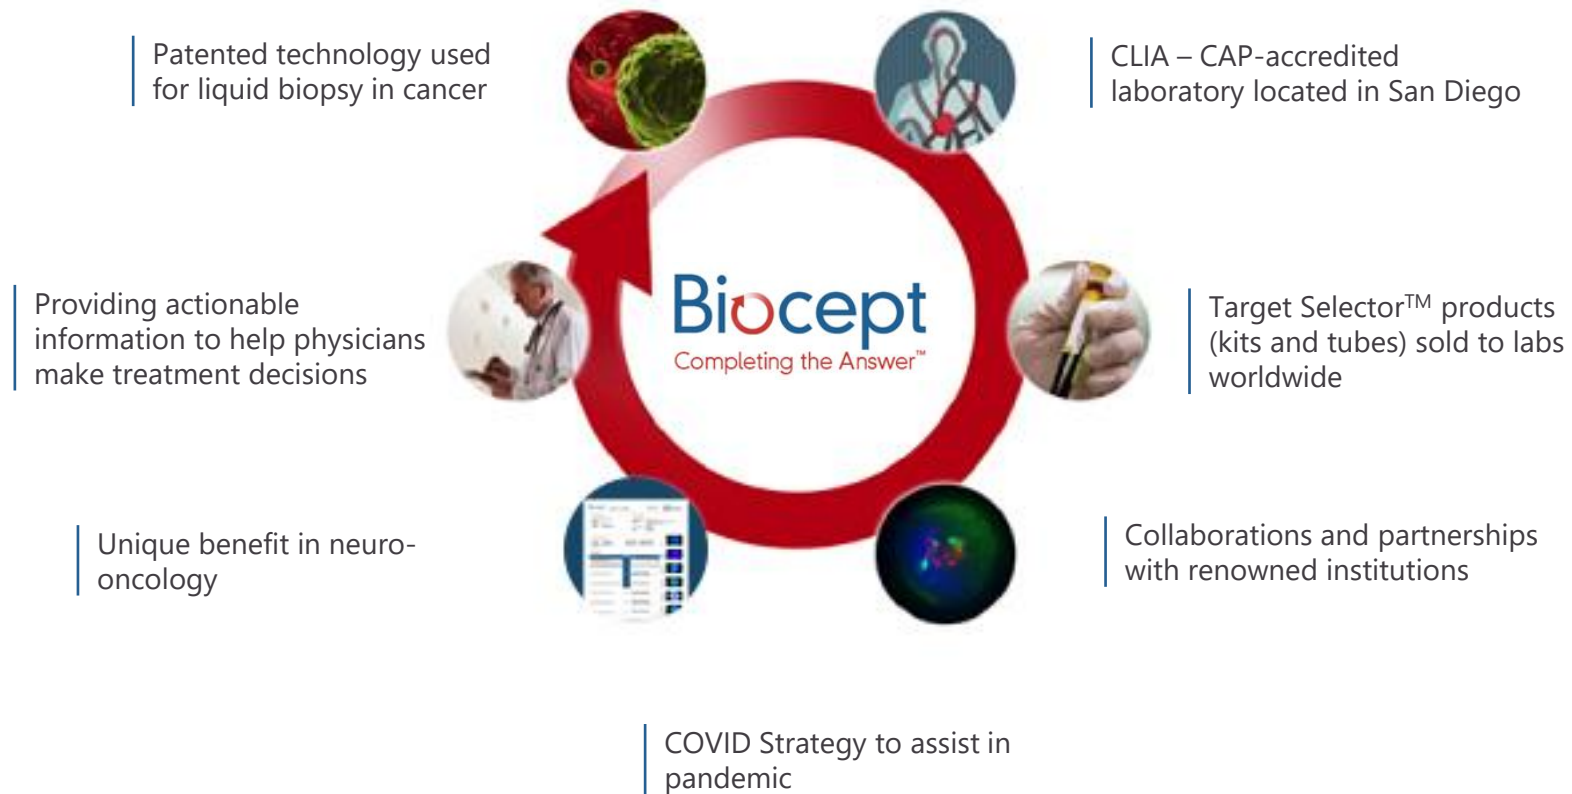 Patented technology used
for liquid biopsy in cancer
CLIA – CAP-accredited
laboratory located in San Diego
Providing actionable
information to help physicians
make treatment decisions
Biocept
Completing the Answer™
Target Selector™ products
(kits and tubes) sold to labs
worldwide
Unique benefit in neuro-
oncology
Collaborations and partnerships
with renowned institutions
COVID Strategy to assist in
pandemic